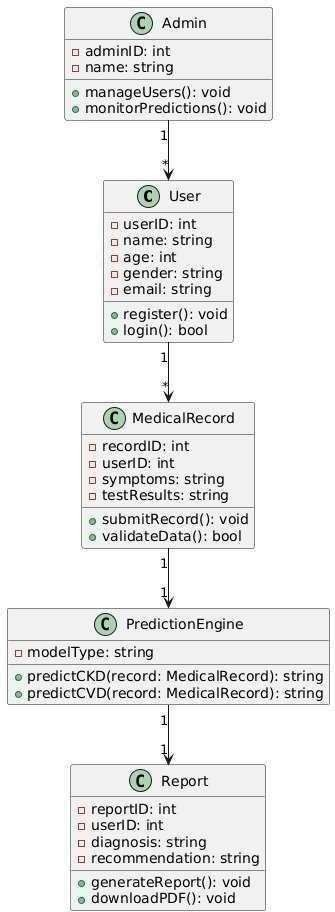 C Admin
adminID: int
name: string
manageUsers(): void
monitorPredictions(): void
1
*
C User
userID: int
name: string
age: int
gender: string
email: string
register(): void
login(): bool
1
*
C MedicalRecord
recordID: int
userID: int
symptoms: string
testResults: string
submitRecord(): void
validateData(): bool
1
1
C PredictionEngine
modelType: string
predictCKD(record: MedicalRecord): string
predictCVD(record: MedicalRecord): string
1
1
C Report
reportID: int
userID: int
diagnosis: string
recommendation: string
generateReport(): void
downloadPDF(): void